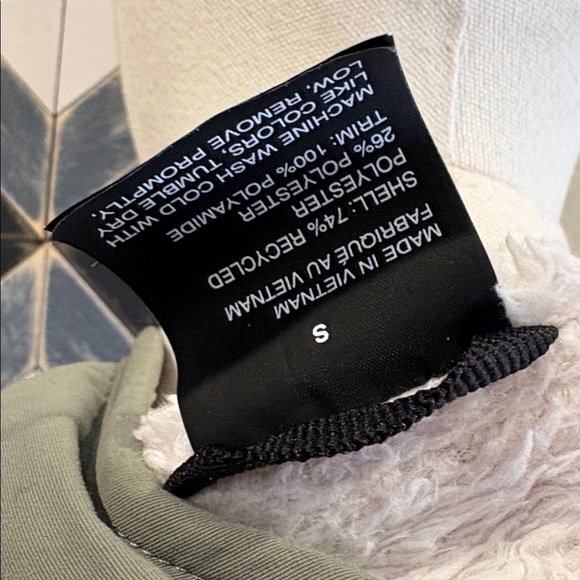 S
MADE IN VIETNAM
FABRIQUÉ AU VIETNAM
SHELL: 74% RECYCLED
POLYESTER
26% POLYESTER
TRIM: 100% POLYAMIDE
MACHINE WASH COLD WITH
LIKE COLORS; TUMBLE DRY
LOW, REMOVE PROMPTLY.